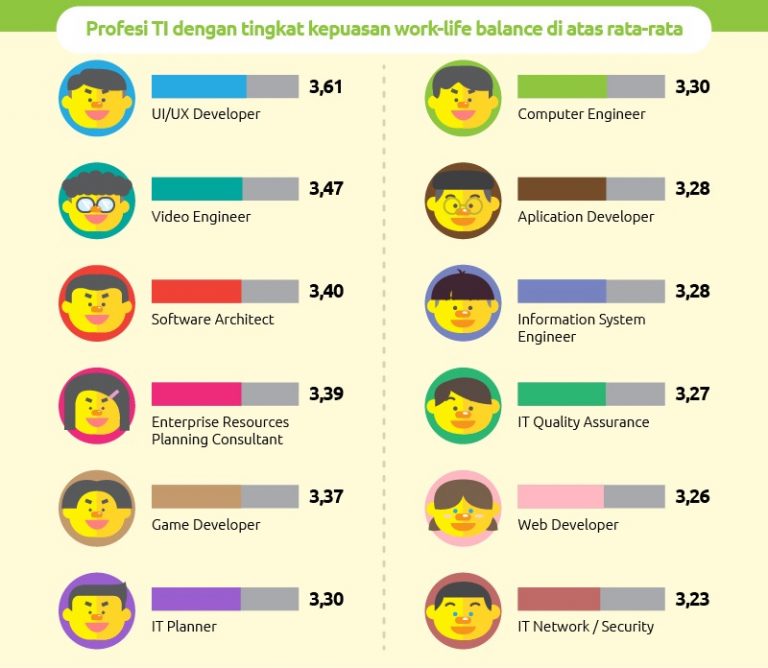 Profesi TI dengan tingkat kepuasan work-life balance di atas rata-rata
3,61
UI/UX Developer
3,47
Video Engineer
3,40
Software Architect
3,39
Enterprise Resources
Planning Consultant
3,37
Game Developer
3,30
IT Planner
3,30
Computer Engineer
3,28
Aplication Developer
3,28
Information System
Engineer
3,27
IT Quality Assurance
3,26
Web Developer
3,23
IT Network / Security